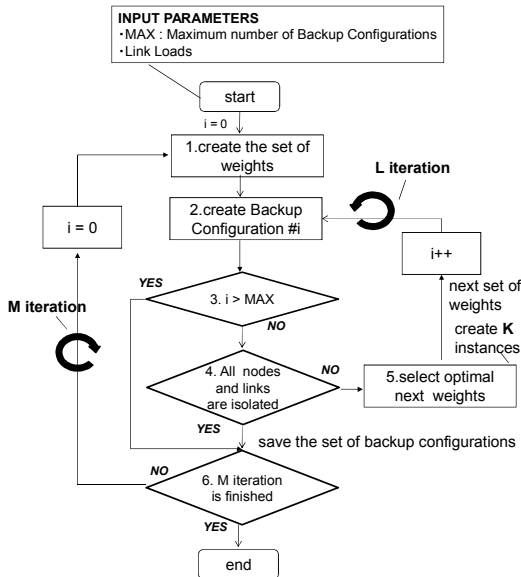 INPUT PARAMETERS
・MAX : Maximum number of Backup Configurations
・Link Loads
start
i = 0
1.create the set of
weights
L iteration
2.create Backup
Configuration #i
i = 0
i++
YES
3. i > MAX
next set of
weights
M iteration
NO
create K
instances
4. All nodes
and links
are isolated
NO
5.select optimal
next weights
YES
save the set of backup configurations
NO
6. M iteration
is finished
YES
end